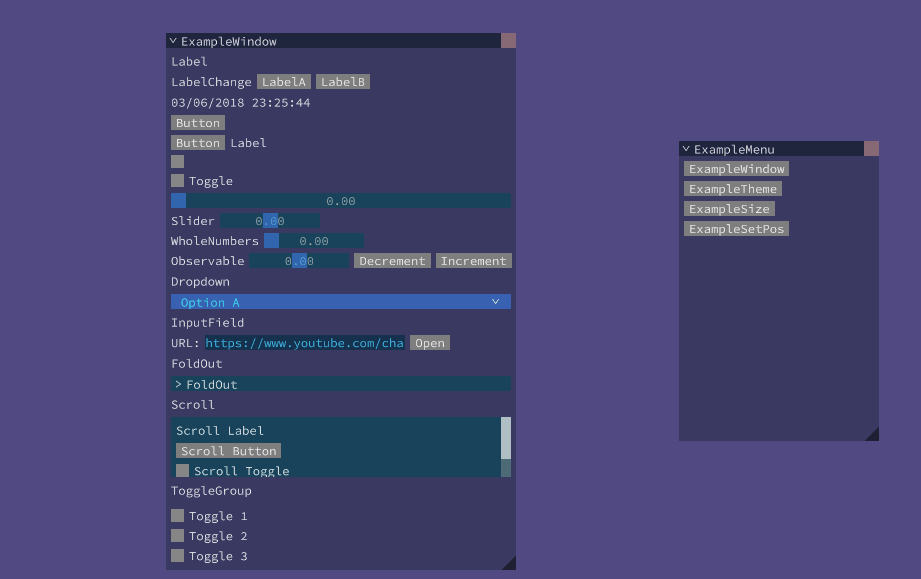 ExampleWindow
Label
LabelChange LabelA LabelB
03/06/2018 23:25:44
Button
Button Label
Toggle
0.00
Slider 0.00
WholeNumbers 0.00
Observable 0.00 Decrement Increment
Dropdown
Option A
InputField
URL: https://www.youtube.com/cha Open
FoldOut
> FoldOut
Scroll
Scroll Label
Scroll Button
Scroll Toggle
ToggleGroup
Toggle 1
Toggle 2
Toggle 3
ExampleMenu
ExampleWindow
ExampleTheme
ExampleSize
ExampleSetPos